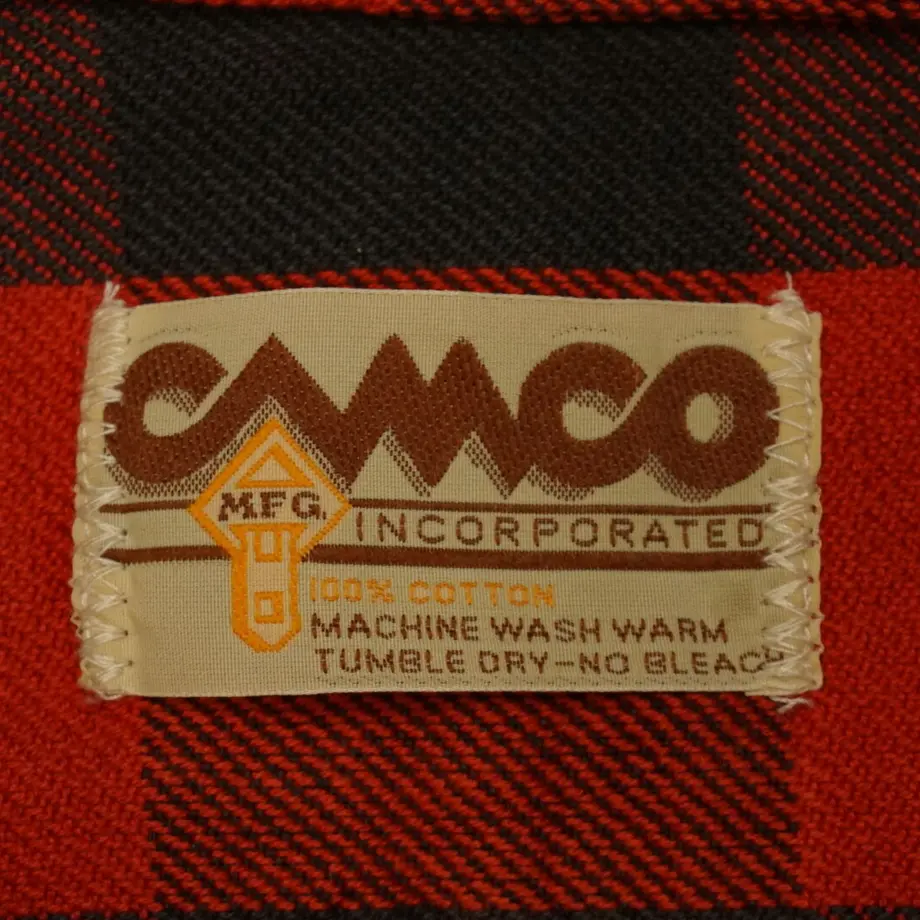 CAMCO
MFG.
INCORPORATED
100% COTTON
MACHINE WASH WARM
TUMBLE DRY-NO BLEACH